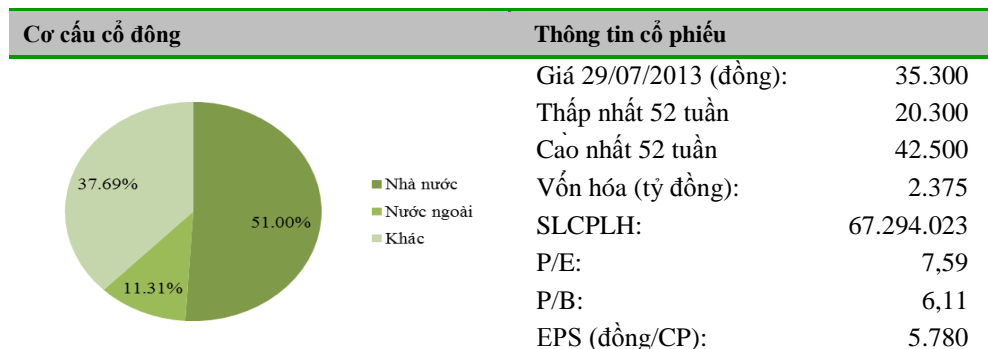 Cơ cấu cổ đông
37.69%
51.00%
11.31%
Nhà nước
Nước ngoài
Khác
Thông tin cổ phiếu
Giá 29/07/2013 (đồng): 35.300
Thấp nhất 52 tuần 20.300
Cao nhất 52 tuần 42.500
Vốn hóa (tỷ đồng): 2.375
SLCPLH: 67.294.023
P/E: 7,59
P/B: 6,11
EPS (đồng/CP): 5.780